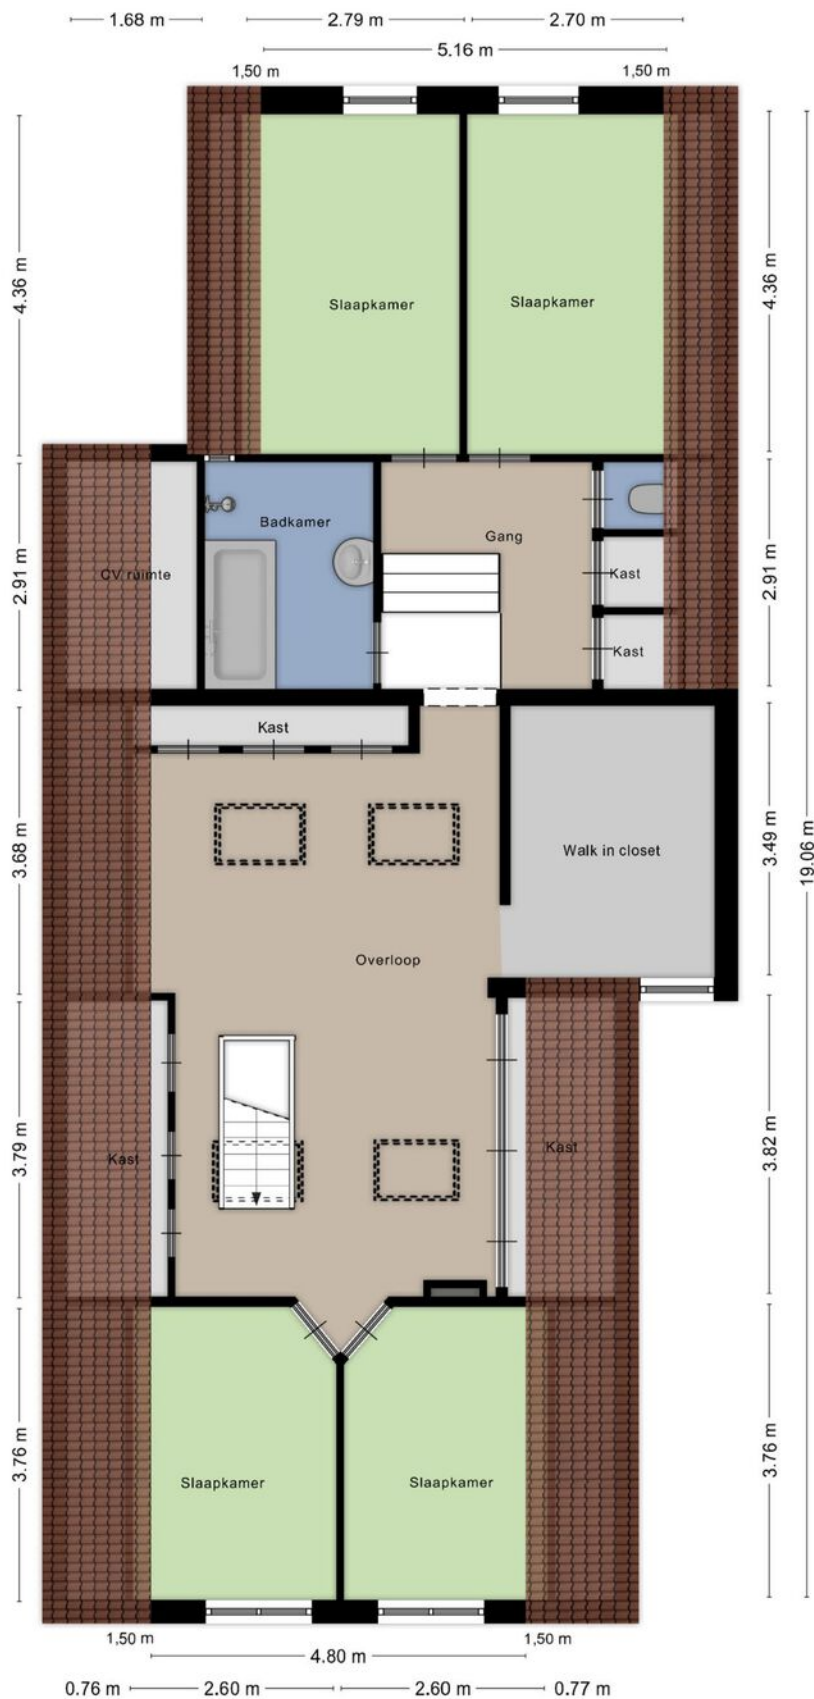 1.68 m
2.79 m
2.70 m
5.16 m
1,50 m
1,50 m
4.36 m
4.36 m
Slaapkamer
Slaapkamer
2.91 m
2.91 m
Badkamer
Gang
CV ruimte
Kast
Kast
Kast
3.68 m
3.49 m
19.06 m
Walk in closet
Overloop
3.79 m
3.82 m
Kast
Kast
3.76 m
3.76 m
Slaapkamer
Slaapkamer
1,50 m
1,50 m
4.80 m
0.76 m
2.60 m
2.60 m
0.77 m